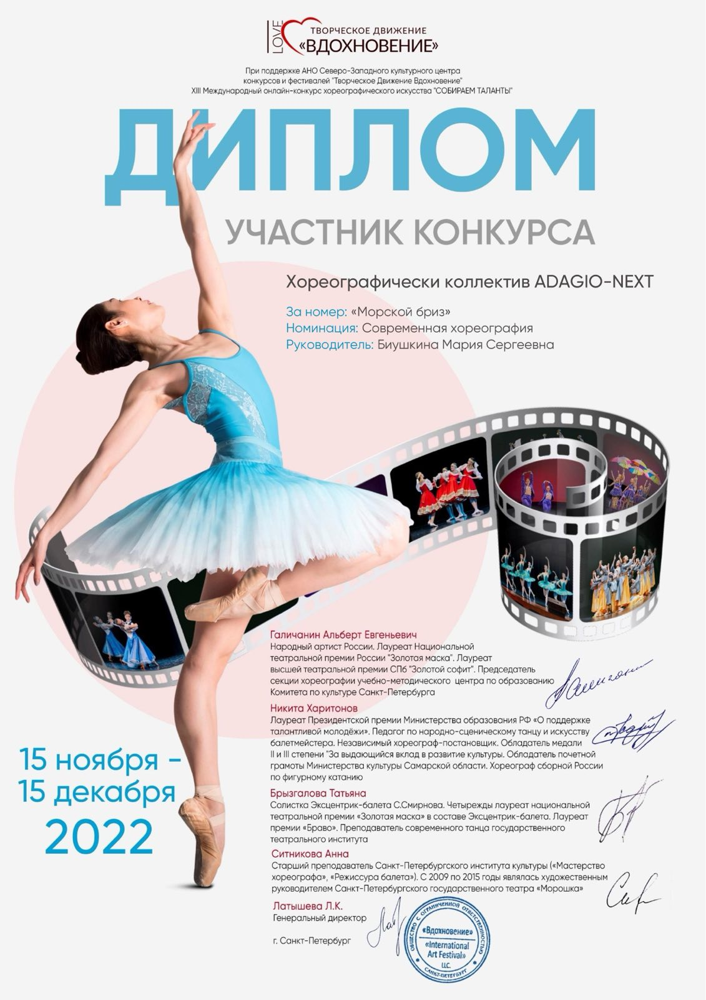 LOVE
ТВОРЧЕСКОЕ ДВИЖЕНИЕ
«ВДОХНОВЕНИЕ»
При поддержке АНО Северо-Западного культурного центра
конкурсов и фестивалей "Творческое Движение Вдохновение"
XIII Международный онлайн-конкурс хореографического искусства "СОБИРАЕМ ТАЛАНТЫ"
ДИПЛОМ
УЧАСТНИК КОНКУРСА
Хореографически коллектив ADAGIO-NEXT
За номер: «Морской бриз»
Номинация: Современная хореография
Руководитель: Биушкина Мария Сергеевна
Галичанин Альберт Евгеньевич
Народный артист России. Лауреат Национальной
театральной премии России "Золотая маска". Лауреат
высшей театральной премии СПб "Золотой софит". Председатель
секции хореографии учебно-методического центра по образованию
Комитета по культуре Санкт-Петербурга
Никита Харитонов
Лауреат Президентской премии Министерства образования РФ «О поддержке
талантливой молодёжи». Педагог по народно-сценическому танцу и искусству
балетмейстера. Независимый хореограф-постановщик. Обладатель медали
II и III степени "За выдающийся вклад в развитие культуры. Обладатель почетной
грамоты Министерства культуры Самарской области. Хореограф сборной России
по фигурному катанию
15 ноября -
15 декабря
2022
Брызгалова Татьяна
Солистка Эксцентрик-балета С.Смирнова. Четырежды лауреат национальной
театральной премии «Золотая маска» в составе Эксцентрик-балета. Лауреат
премии «Браво». Преподаватель современного танца государственного
театрального института
Ситникова Анна
Старший преподаватель Санкт-Петербургского института культуры («Мастерство
хореографа», «Режиссура балета»). С 2009 по 2015 годы являлась художественным
руководителем Санкт-Петербургского государственного театра «Морошка»
Латышева Л.К.
Генеральный директор
г. Санкт-Петербург
ОБЩЕСТВО С ОГРАНИЧЕННОЙ ОТВЕТСТВЕННОСТЬЮ
«Вдохновение»
«International
Art Festival»
LLC.
САНКТ-ПЕТЕРБУРГ